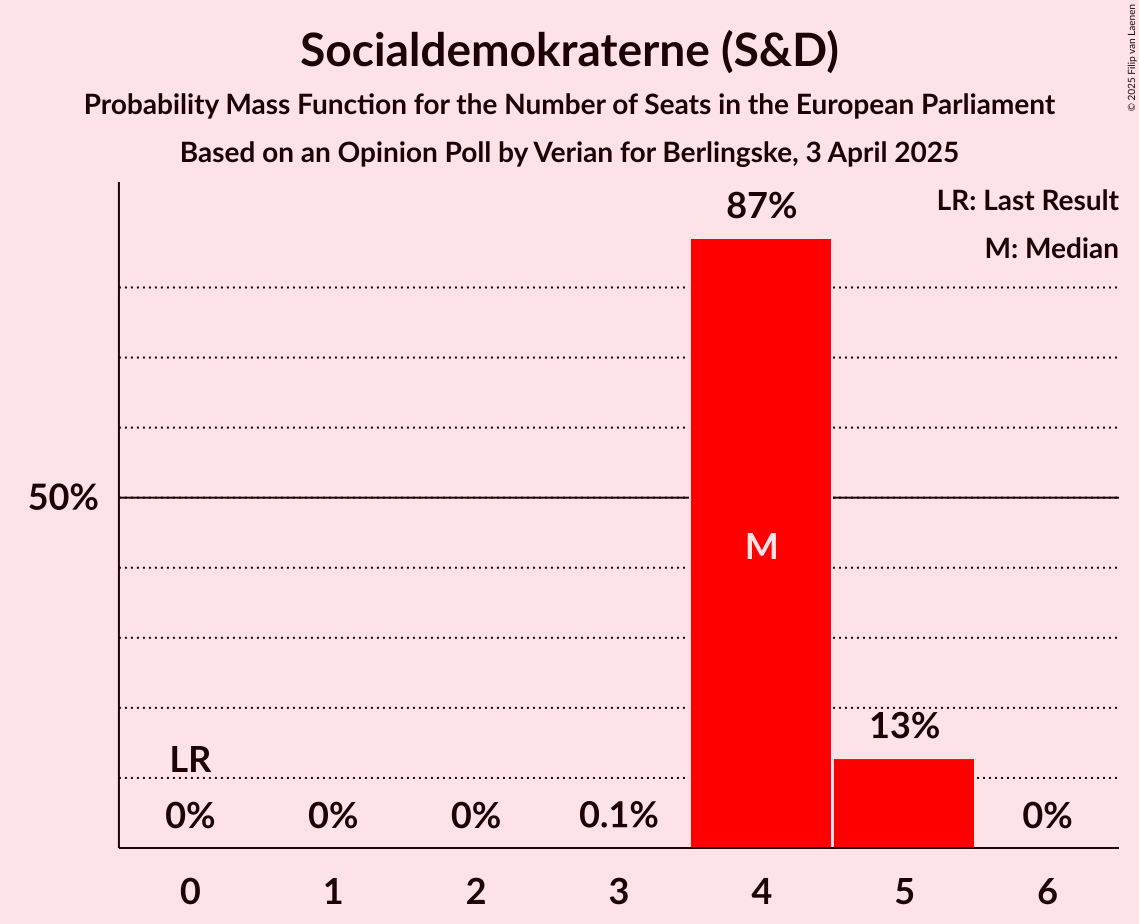 Socialdemokraterne (S&D)
Probability Mass Function for the Number of Seats in the European Parliament
Based on an Opinion Poll by Verian for Berlingske, 3 April 2025
© 2025 Filip van Laenen
LR: Last Result
M: Median
87%
50%
M
13%
LR
0%
0%
0%
0.1%
0%
0
1
2
3
4
5
6